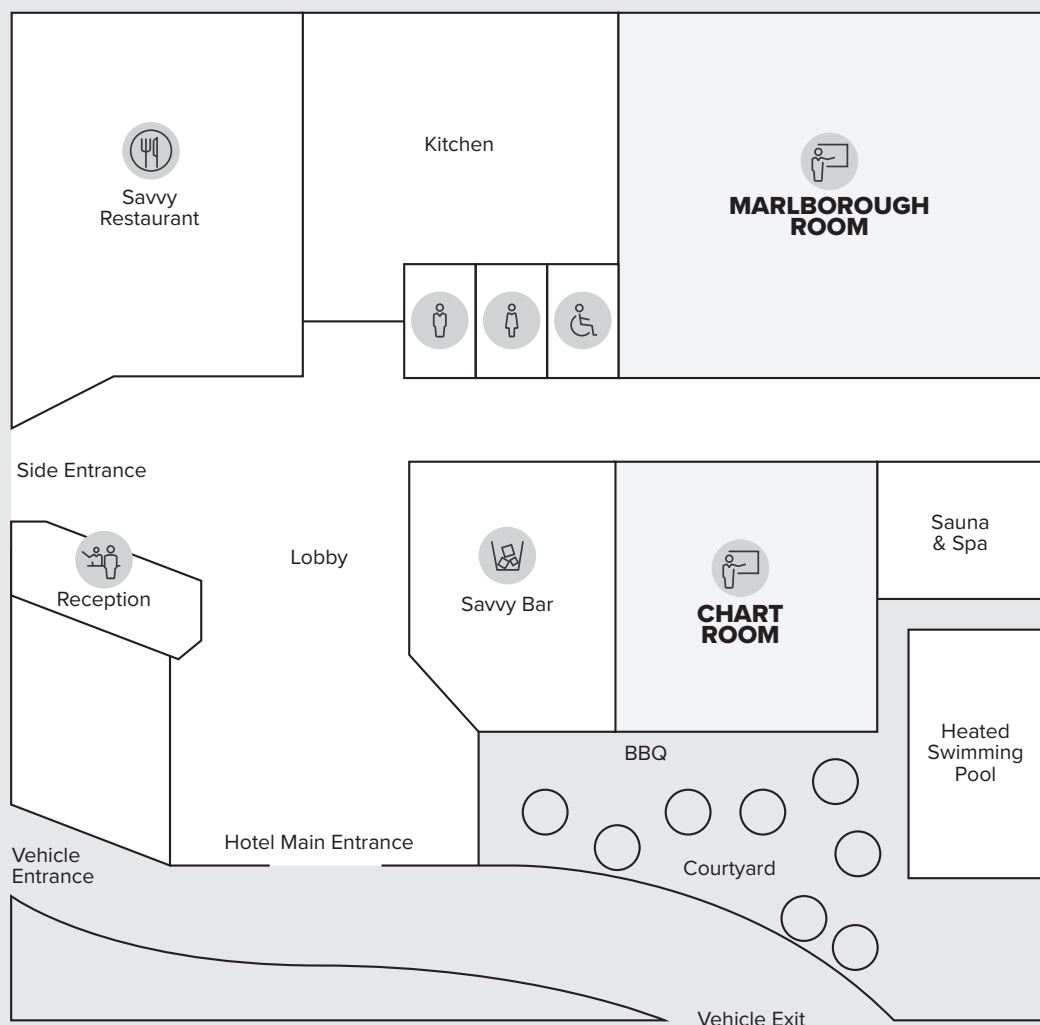 Kitchen
Savvy
Restaurant
MARLBOROUGH
ROOM
Side Entrance
Reception
Lobby
Savvy Bar
CHART
ROOM
Sauna
& Spa
Heated
Swimming
Pool
BBQ
Hotel Main Entrance
Vehicle
Entrance
Courtyard
Vehicle Exit